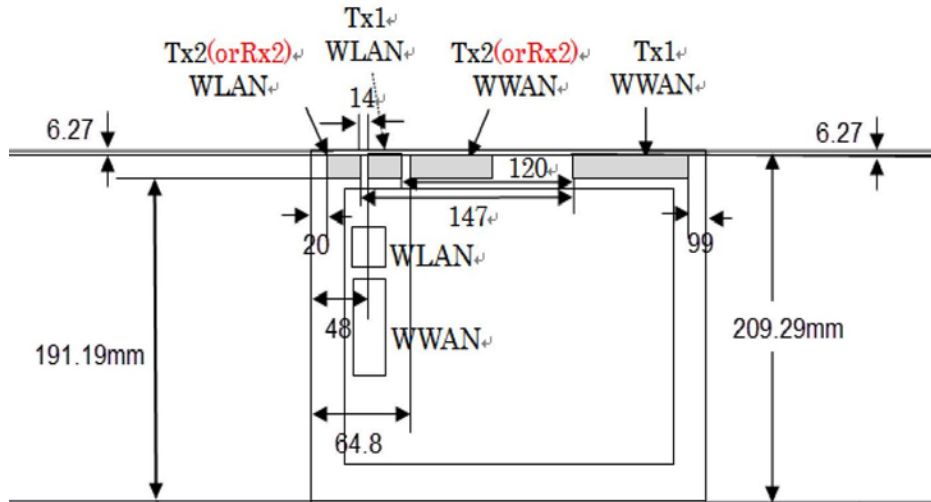 Tx1↵
WLAN↵
Tx2(orRx2)↵
WLAN↵
Tx2(orRx2)↵
WWAN↵
Tx1↵
WWAN↵
14↵
6.27
6.27
120↵
147↵
20
99
WLAN↵
48
WWAN↵
191.19mm
209.29mm
64.8